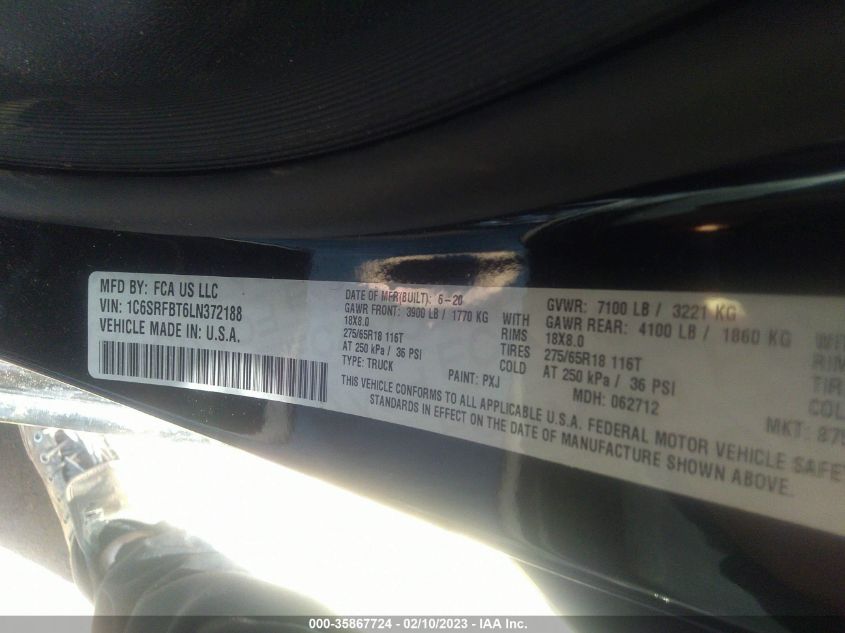 MFD BY: FCA US LLC
VIN: 1C6SRFBT6LN372188
VEHICLE MADE IN: U.S.A.
DATE OF MFR(BUILT): 6-20
GAWR FRONT: 3900 LB / 1770 KG WITH
18X8.0 RIMS
275/65R18 116T TIRES
AT 250 kPa / 36 PSI COLD
TYPE: TRUCK PAINT: PXJ
GVWR: 7100 LB / 3221 KG
GAWR REAR: 4100 LB / 1860 KG
18X8.0
275/65R18 116T
AT 250 kPa / 36 PSI
MDH: 062712 MKT:
THIS VEHICLE CONFORMS TO ALL APPLICABLE U.S.A. FEDERAL MOTOR VEHICLE
STANDARDS IN EFFECT ON THE DATE OF MANUFACTURE SHOWN ABOVE.
000-35867724 - 02/10/2023 - IAA Inc.